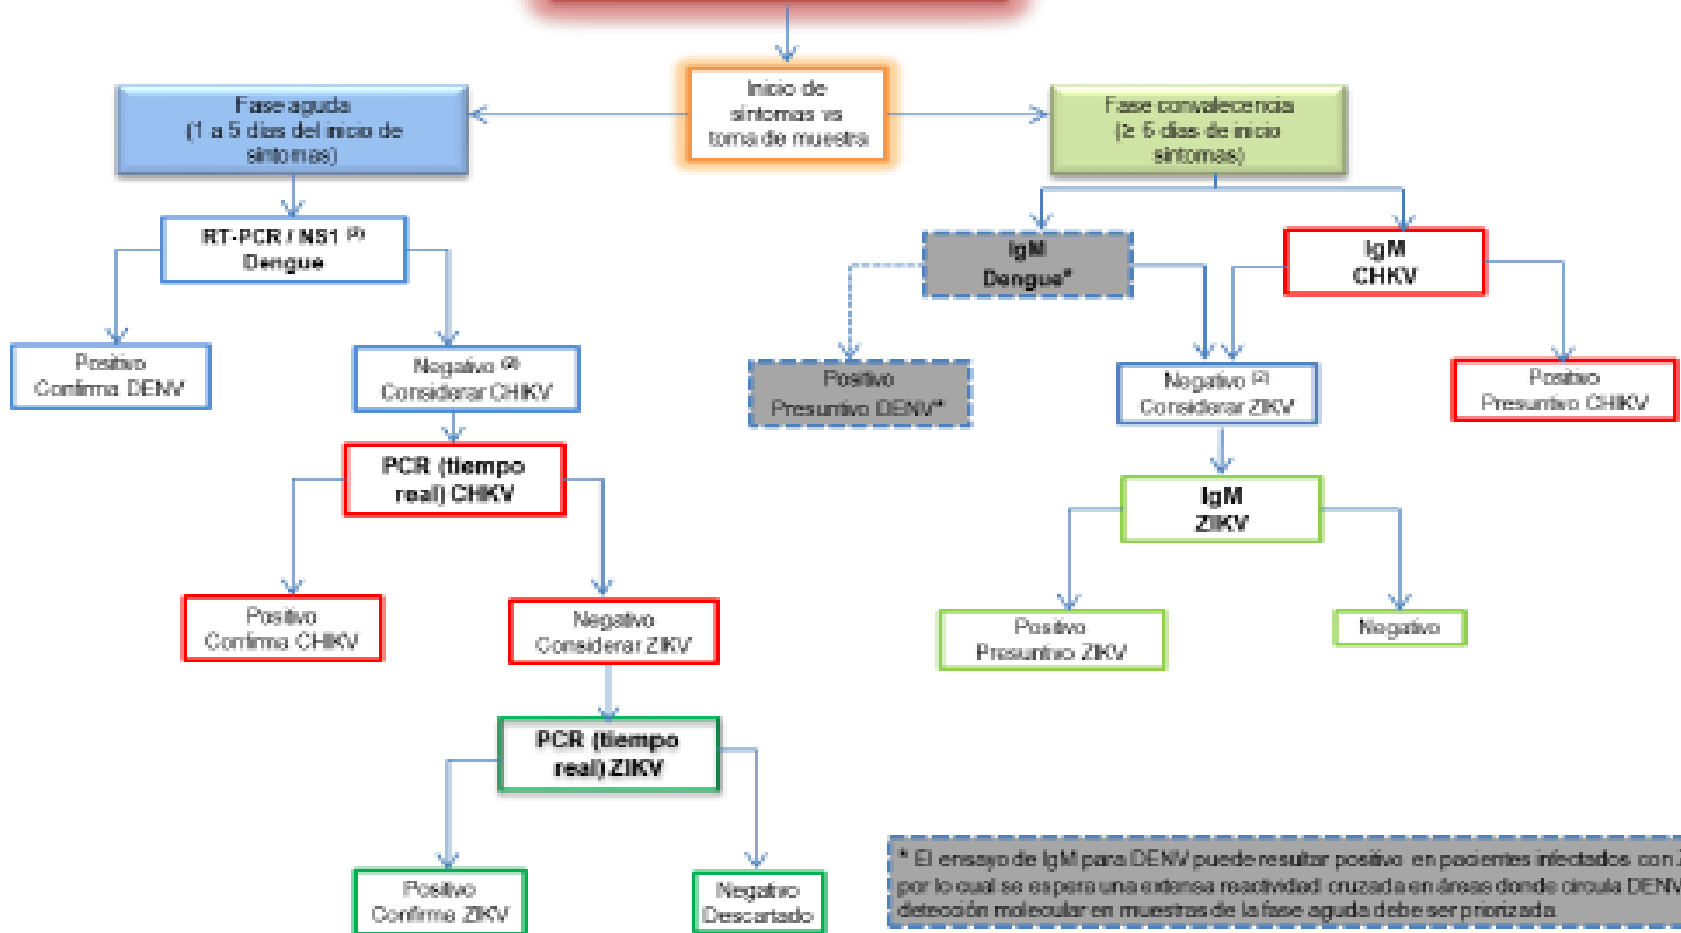 Inicio de
síntomas vs
toma de muestra
Fase aguda
(1 a 5 días del inicio de
síntomas)
Fase convalecencia
(≥ 6 días de inicio
síntomas)
RT-PCR / NS1
Dengue
IgM
Dengue*
IgM
CHKV
Positivo
Confirma DENV
Negativo
Considerar CHIKV
Positivo
Presuntivo DENV*
Negativo
Considerar ZIKV
Positivo
Presuntivo CHIKV
PCR (tiempo
real) CHKV
IgM
ZIKV
Positivo
Confirma CHIKV
Negativo
Considerar ZIKV
Positivo
Presuntivo ZIKV
Negativo
PCR (tiempo
real) ZIKV
Positivo
Confirma ZIKV
Negativo
Descartado
* El ensayo de IgM para DENV puede resultar positivo en pacientes infectados con
por lo cual se espera una extensa reactividad cruzada en áreas donde circula DENV
detección molecular en muestras de la fase aguda debe ser priorizada.